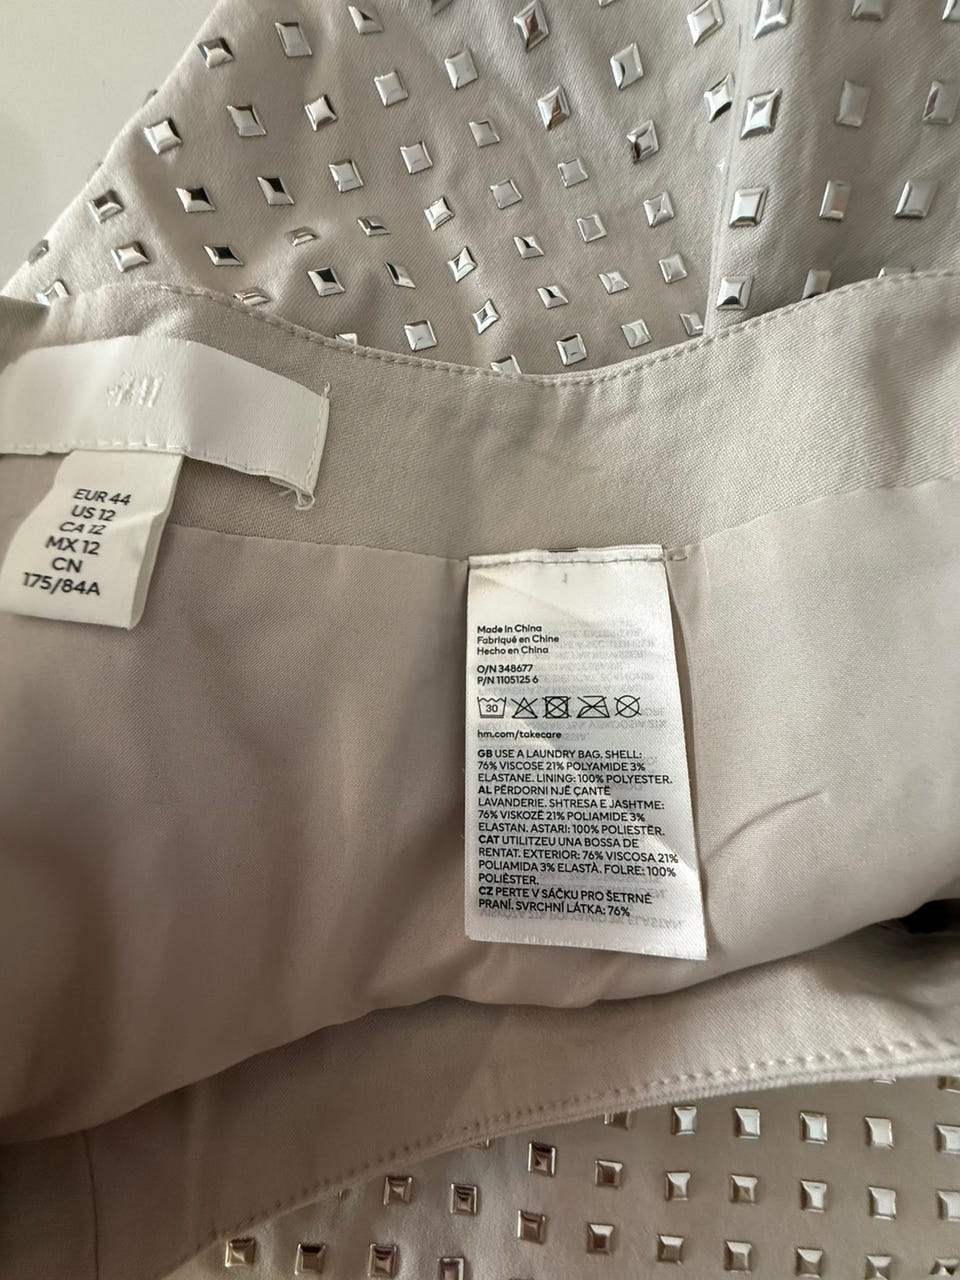 H&M
EUR 44
US 12
CA 12
MX 12
CN
175/84A
Made in China
Fabriqué en Chine
Hecho en China
O/N 348677
P/N 1105125 6
30
hm.com/takecare
GB USE A LAUNDRY BAG. SHELL:
76% VISCOSE 21% POLYAMIDE 3%
ELASTANE. LINING: 100% POLYESTER.
AL PËRDORNI NJË ÇANTË
LAVANDERIE. SHTRESA E JASHTME:
76% VISKOZË 21% POLIAMIDE 3%
ELASTAN. ASTARI: 100% POLIESTËR.
CAT UTILITZEU UNA BOSSA DE
RENTAT. EXTERIOR: 76% VISCOSA 21%
POLIAMIDA 3% ELASTÀ. FOLRE: 100%
POLIÈSTER.
CZ PERTE V SÁČKU PRO ŠETRNÉ
PRANÍ. SVRCHNÍ LÁTKA: 76%